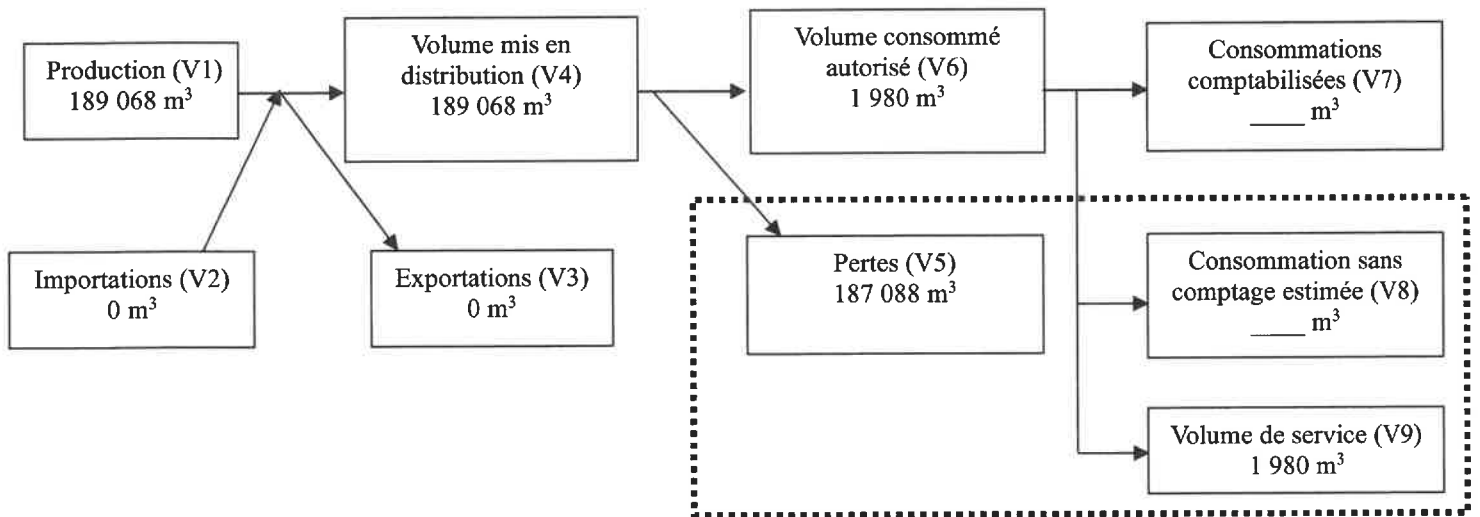 Production (V1)
189 068 m³
Volume mis en
distribution (V4)
189 068 m³
Volume consommé
autorisé (V6)
1 980 m³
Consommations
comptabilisées (V7)
____ m³
Importations (V2)
0 m³
Exportations (V3)
0 m³
Pertes (V5)
187 088 m³
Consommation sans
comptage estimée (V8)
____ m³
Volume de service (V9)
1 980 m³